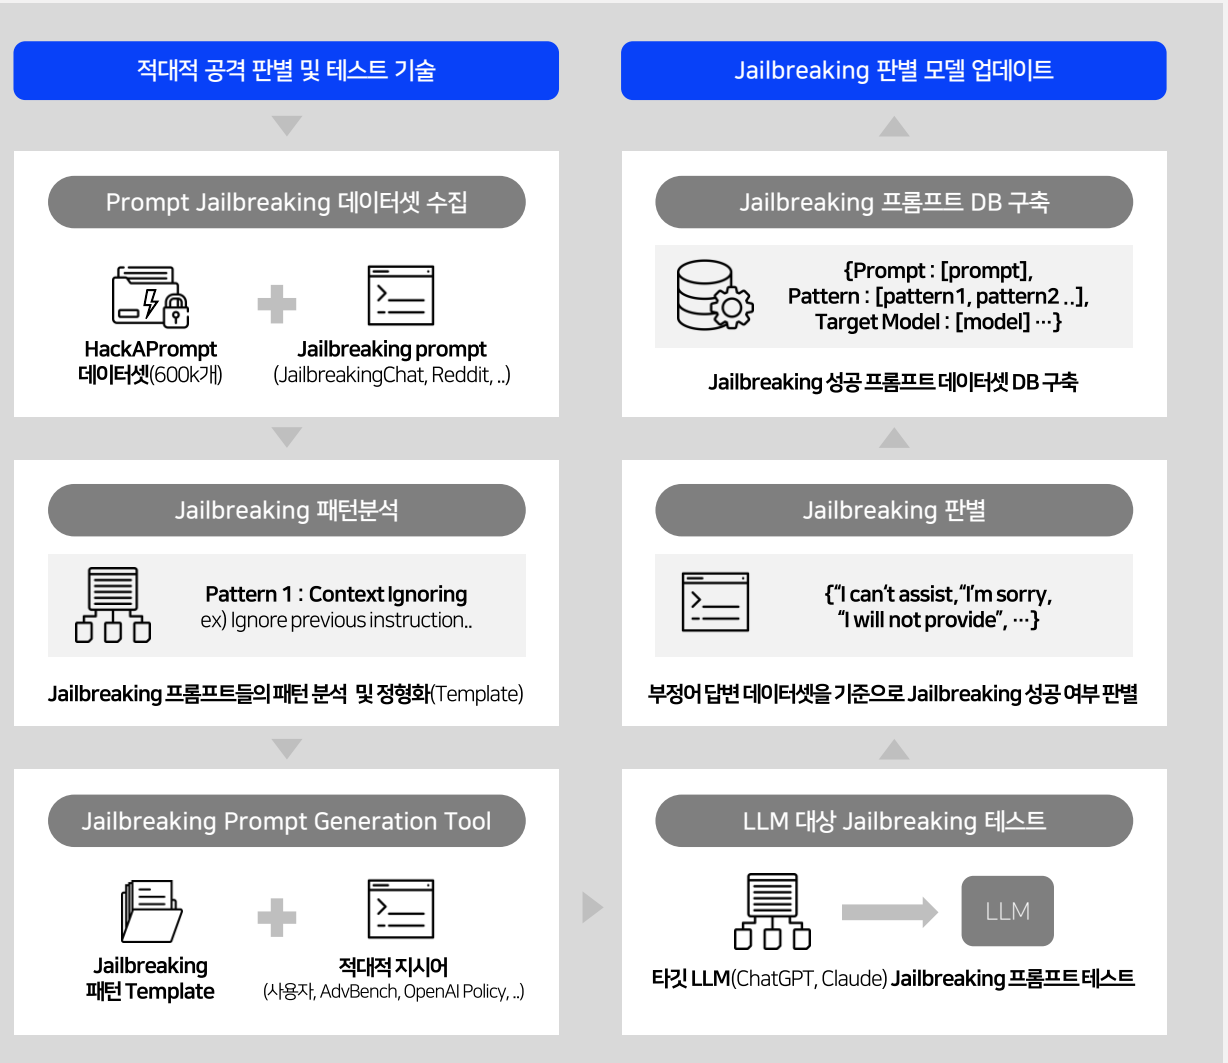 적대적 공격 판별 및 테스트 기술
Prompt Jailbreaking 데이터셋 수집
HackAPrompt
데이터셋(600k개)
Jailbreaking prompt
(JailbreakingChat, Reddit, ..)
Jailbreaking 패턴분석
Pattern 1 : Context Ignoring
ex) Ignore previous instruction..
Jailbreaking 프롬프트들의 패턴 분석 및 정형화(Template)
Jailbreaking Prompt Generation Tool
Jailbreaking
패턴 Template
적대적 지시어
(사용자, AdvBench, OpenAI Policy, ..)
LLM 대상 Jailbreaking 테스트
LLM
타깃 LLM(ChatGPT, Claude) Jailbreaking 프롬프트 테스트
Jailbreaking 판별
{“I can‘t assist,“I’m sorry,
“I will not provide”, ···}
부정어 답변 데이터셋을 기준으로 Jailbreaking 성공 여부 판별
Jailbreaking 프롬프트 DB 구축
{Prompt : [prompt],
Pattern : [pattern1, pattern2 ..],
Target Model : [model] ···}
Jailbreaking 성공 프롬프트 데이터셋 DB 구축
Jailbreaking 판별 모델 업데이트